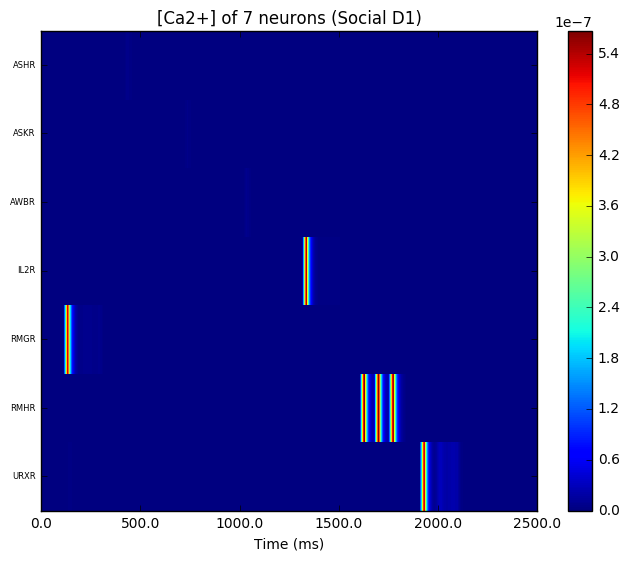 [Ca2+] of 7 neurons (Social D1)
1e−7
ASHR
ASKR
AWBR
IL2R
RMGR
RMHR
URXR
0.0 500.0 1000.0 1500.0 2000.0 2500.0
Time (ms)
5.4
4.8
4.2
3.6
3.0
2.4
1.8
1.2
0.6
0.0